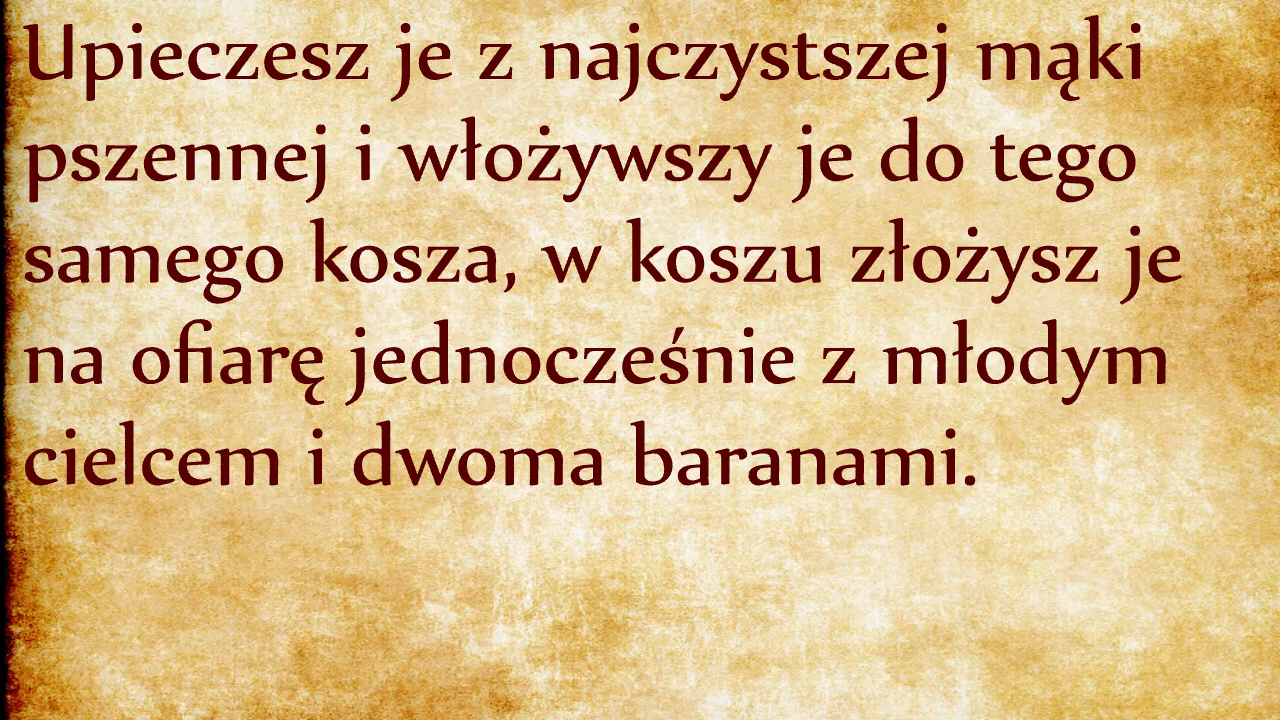 Upieczesz je z najczystszej mąki
pszennej i włożywszy je do tego
samego kosza, w koszu złożysz je
na ofiarę jednocześnie z młodym
cielcem i dwoma baranami.